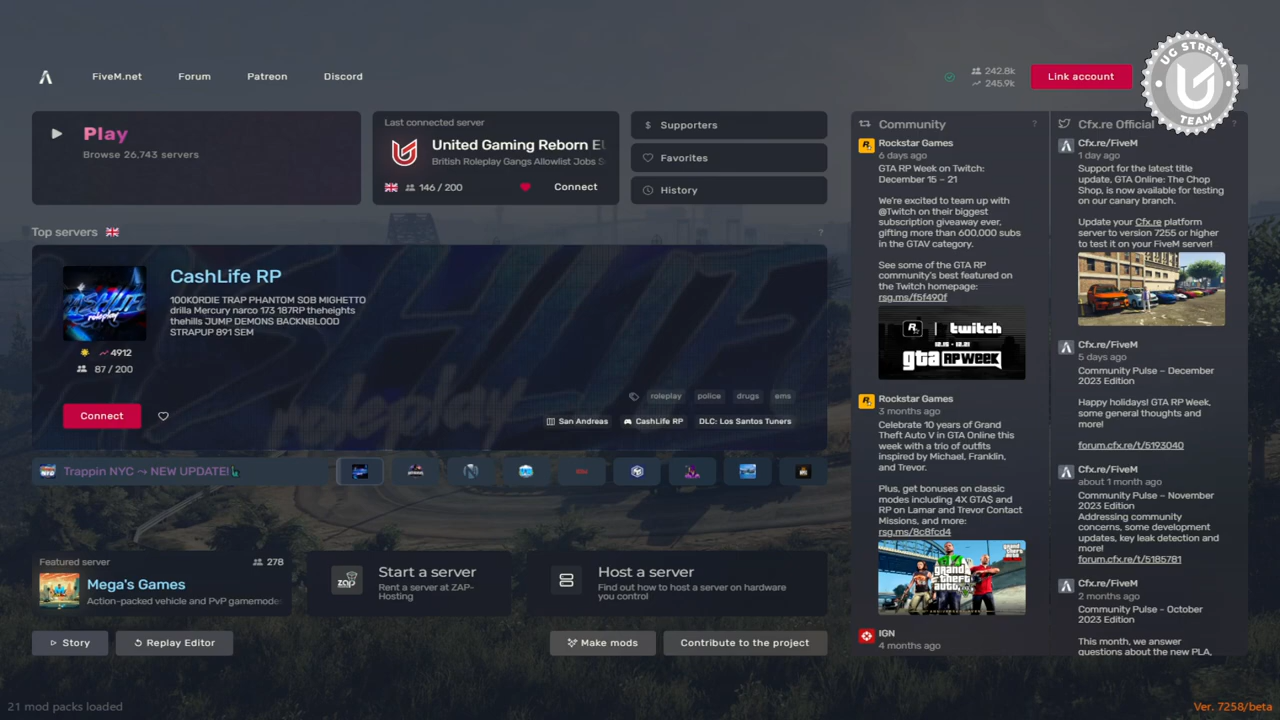 FiveM.net
Forum
Patreon
Discord
242.8k
245.9k
Link account
UG STREAM
TEAM
Play
Browse 26,743 servers
Last connected server
United Gaming Reborn EU
British Roleplay Gangs Allowlist Jobs S
146 / 200
Connect
$ Supporters
Favorites
History
Top servers
?
CashLife RP
100KORDIE TRAP PHANTOM SOB MIGHETTO
drilla Mercury narco 173 187RP theheights
thehills JUMP DEMONS BACKNBLOOD
STRAPUP 891 SEM
CASHLIFE
roleplay
4912
87 / 200
Connect
roleplay
police
drugs
ems
San Andreas
CashLife RP
DLC: Los Santos Tuners
Trappin NYC → NEW UPDATE!
Featured server
278
Mega's Games
Action-packed vehicle and PvP gamemode
ZAP
Start a server
Rent a server at ZAP-
Hosting
Host a server
Find out how to host a server on hardware
you control
Story
Replay Editor
Make mods
Contribute to the project
21 mod packs loaded
Community
?
Rockstar Games
6 days ago
GTA RP Week on Twitch:
December 15 – 21
We're excited to team up with
@Twitch on their biggest
subscription giveaway ever,
gifting more than 600,000 subs
in the GTAV category.
See some of the GTA RP
community's best featured on
the Twitch homepage:
rsg.ms/f5f490f
R* | twitch
12.15 - 12.21
gta RP WEEK
Rockstar Games
3 months ago
Celebrate 10 years of Grand
Theft Auto V in GTA Online this
week with a trio of outfits
inspired by Michael, Franklin,
and Trevor.
Plus, get bonuses on classic
modes including 4X GTA$ and
RP on Lamar and Trevor Contact
Missions, and more:
rsg.ms/8c8fcd4
grand
theft
auto
IGN
4 months ago
Cfx.re Official
?
Cfx.re/FiveM
1 day ago
Support for the latest title
update, GTA Online: The Chop
Shop, is now available for testing
on our canary branch.
Update your Cfx.re platform
server to version 7255 or higher
to test it on your FiveM server!
Cfx.re/FiveM
5 days ago
Community Pulse – December
2023 Edition
Happy holidays! GTA RP Week,
some general thoughts and
more!
forum.cfx.re/t/5193040
Cfx.re/FiveM
about 1 month ago
Community Pulse – November
2023 Edition
Addressing community
concerns, some development
updates, key leak detection and
more!
forum.cfx.re/t/5185781
Cfx.re/FiveM
2 months ago
Community Pulse - October
2023 Edition
This month, we answer
questions about the new PLA,
Ver. 7258/beta